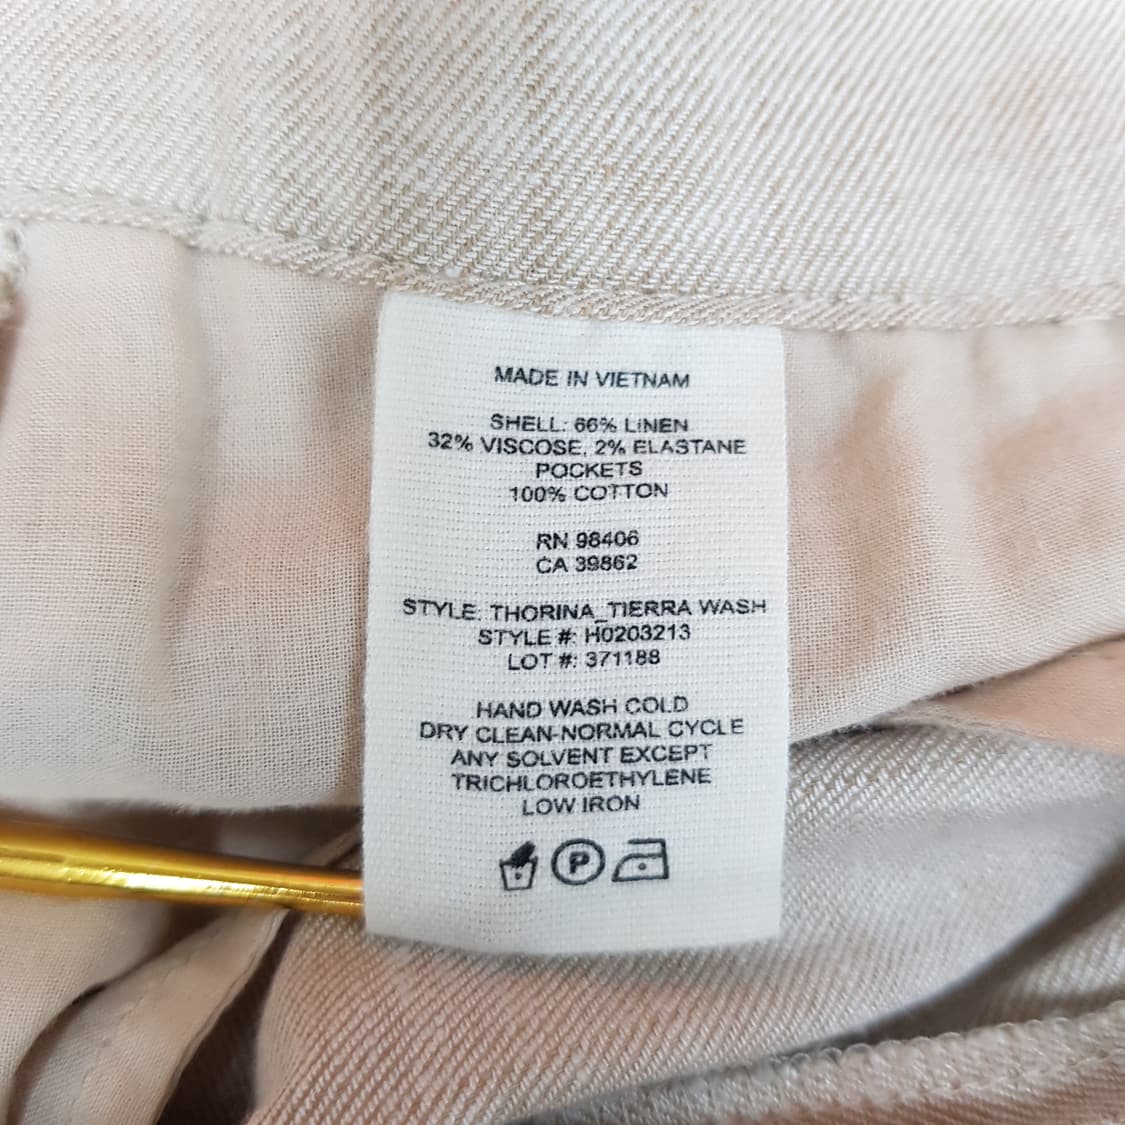 MADE IN VIETNAM
SHELL: 66% LINEN
32% VISCOSE, 2% ELASTANE
POCKETS
100% COTTON
RN 98406
CA 39862
STYLE: THORINA_TIERRA WASH
STYLE #: H0203213
LOT #: 371188
HAND WASH COLD
DRY CLEAN-NORMAL CYCLE
ANY SOLVENT EXCEPT
TRICHLOROETHYLENE
LOW IRON
P